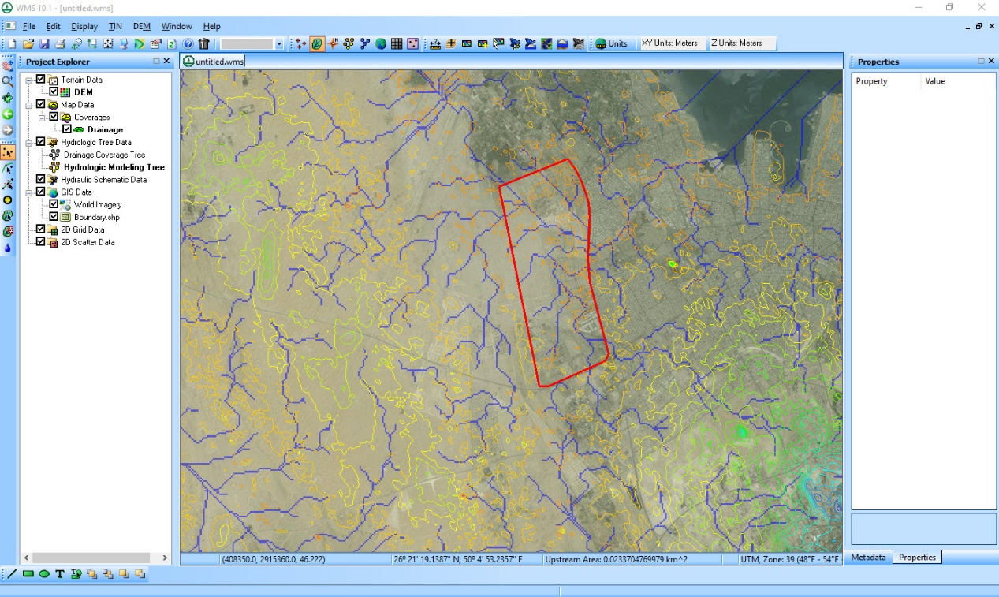 WMS 10.1 - [untitled.wms]
File Edit Display TIN DEM Window Help
Units XY Units: Meters Z Units: Meters
Project Explorer
untitled.wms
Properties
Terrain Data
DEM
Map Data
Coverages
Drainage
Hydrologic Tree Data
Drainage Coverage Tree
Hydrologic Modeling Tree
Hydraulic Schematic Data
GIS Data
World Imagery
Boundary.shp
2D Grid Data
2D Scatter Data
Property Value
(408350.0, 2915360.0, 46.222) 26º 21' 19.1387" N, 50º 4' 53.2357" E Upstream Area: 0.0233704769979 km^2 UTM, Zone: 39 (48°E - 54°E
Metadata Properties
T